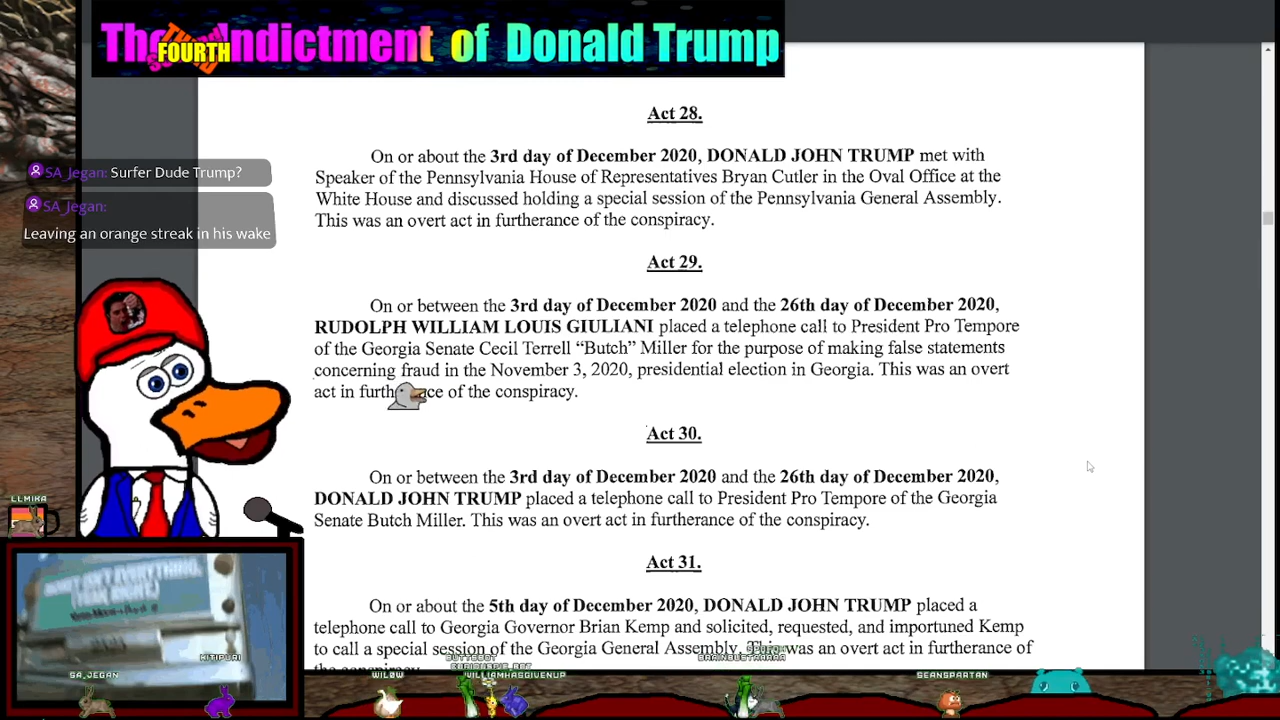 The FOURTH Indictment of Donald Trump
Act 28.
On or about the 3rd day of December 2020, DONALD JOHN TRUMP met with
Speaker of the Pennsylvania House of Representatives Bryan Cutler in the Oval Office at the
White House and discussed holding a special session of the Pennsylvania General Assembly.
This was an overt act in furtherance of the conspiracy.
Act 29.
On or between the 3rd day of December 2020 and the 26th day of December 2020,
RUDOLPH WILLIAM LOUIS GIULIANI placed a telephone call to President Pro Tempore
of the Georgia Senate Cecil Terrell “Butch” Miller for the purpose of making false statements
concerning fraud in the November 3, 2020, presidential election in Georgia. This was an overt
act in furth ce of the conspiracy.
Act 30.
On or between the 3rd day of December 2020 and the 26th day of December 2020,
DONALD JOHN TRUMP placed a telephone call to President Pro Tempore of the Georgia
Senate Butch Miller. This was an overt act in furtherance of the conspiracy.
Act 31.
On or about the 5th day of December 2020, DONALD JOHN TRUMP placed a
telephone call to Georgia Governor Brian Kemp and solicited, requested, and importuned Kemp
to call a special session of the Georgia General Assembly. This was an overt act in furtherance of
the conspiracy.
SA_Jegan: Surfer Dude Trump?
SA_Jegan:
Leaving an orange streak in his wake
LLMIKA
KITIPURI
SA_JEGAN
WILOW
BUTTSBOT
WILLIAMHASGIVENUP
SEANSPARTAN